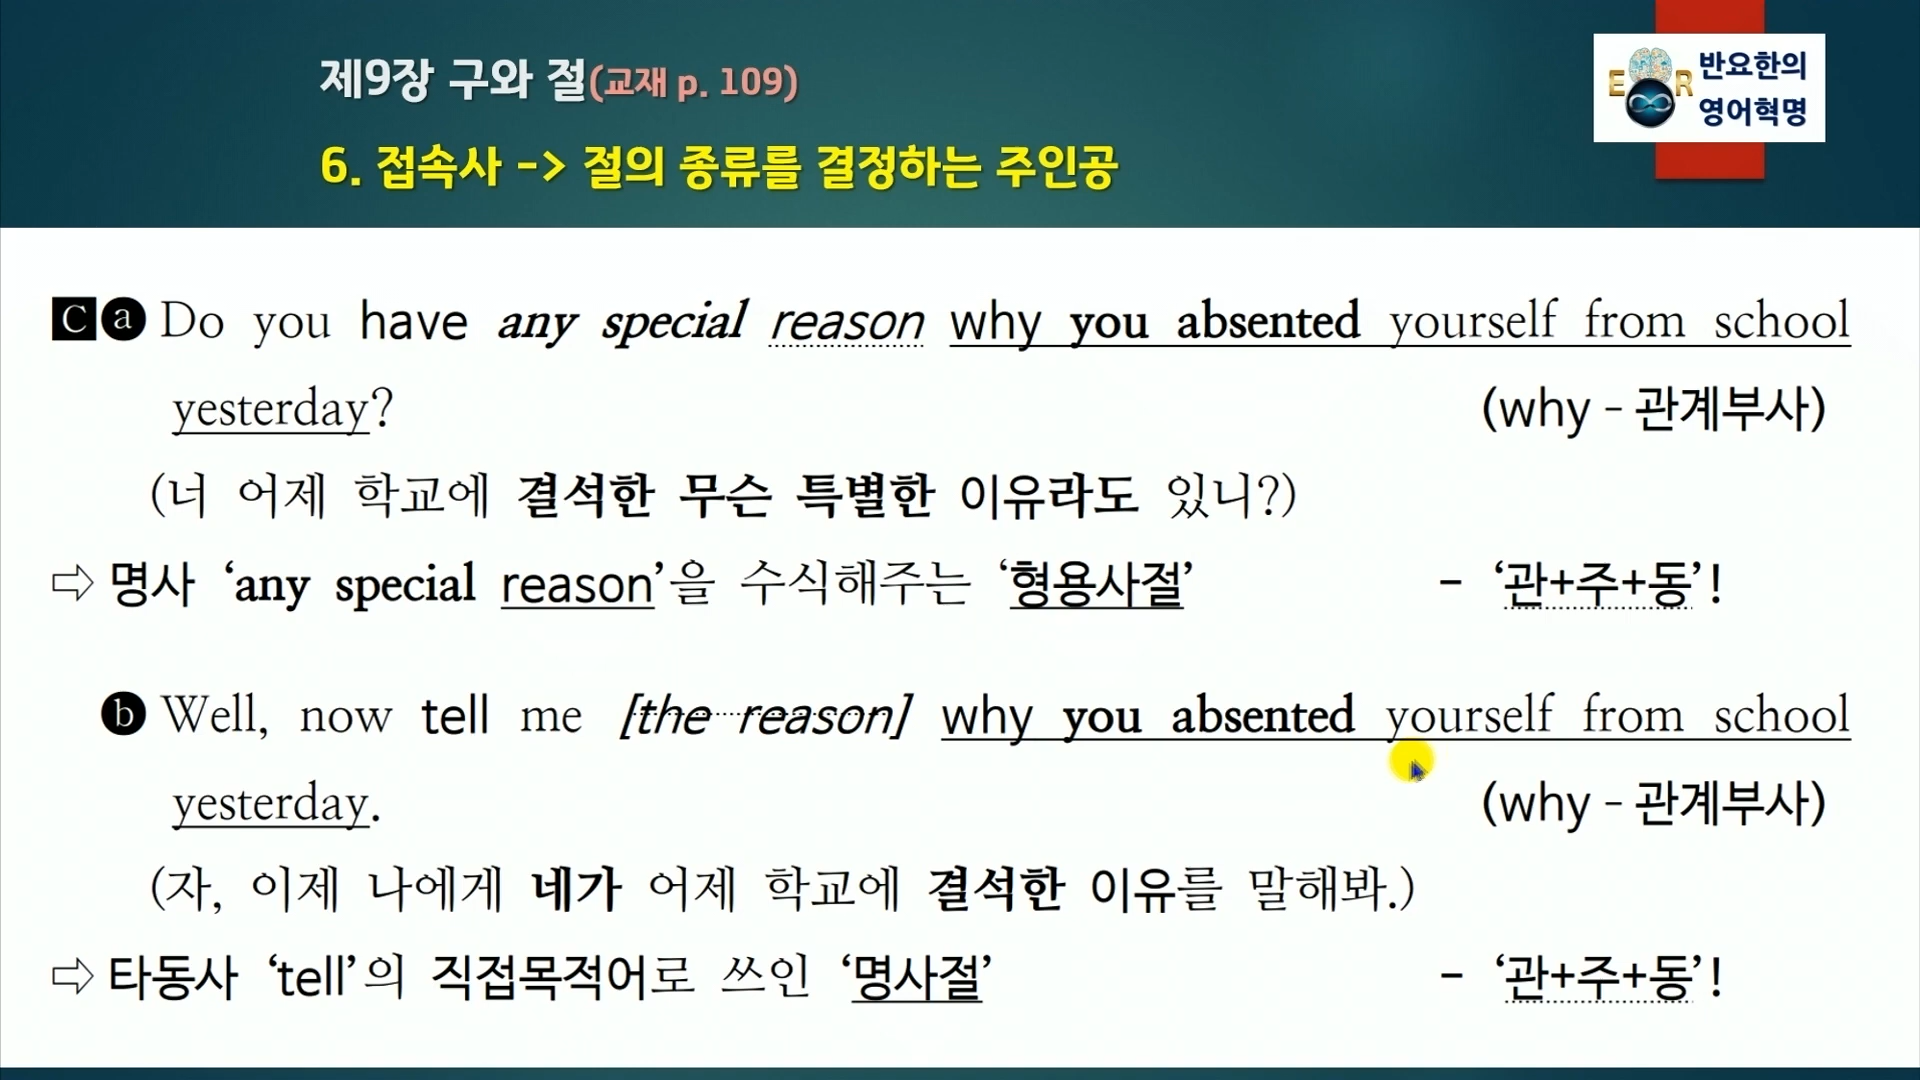 제9장 구와 절(교재 p. 109)
6. 접속사 -> 절의 종류를 결정하는 주인공
E R 반요한의
영어혁명
C ⓐ Do you have any special reason why you absented yourself from school
yesterday? (why - 관계부사)
(너 어제 학교에 결석한 무슨 특별한 이유라도 있니?)
⇨ 명사 ‘any special reason’을 수식해주는 ‘형용사절’ - ‘관+주+동’!
ⓑ Well, now tell me [the reason] why you absented yourself from school
yesterday. (why - 관계부사)
(자, 이제 나에게 네가 어제 학교에 결석한 이유를 말해봐.)
⇨ 타동사 ‘tell’의 직접목적어로 쓰인 ‘명사절’ - ‘관+주+동’!